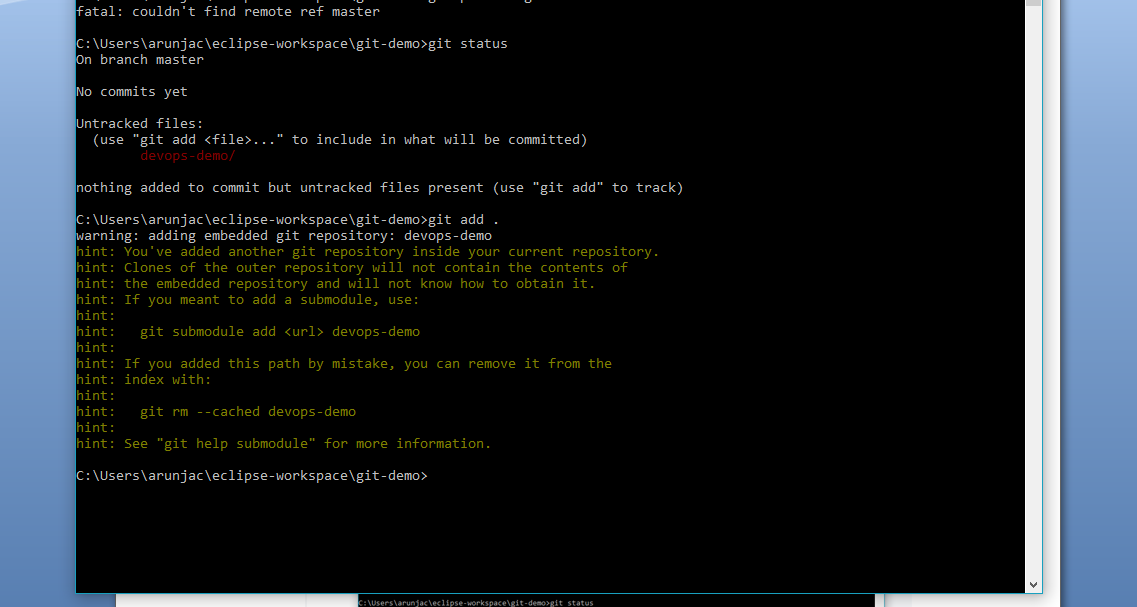 fatal: couldn't find remote ref master
C:\Users\arunjac\eclipse-workspace\git-demo>git status
On branch master
No commits yet
Untracked files:
  (use "git add <file>..." to include in what will be committed)
        devops-demo/
nothing added to commit but untracked files present (use "git add" to track)
C:\Users\arunjac\eclipse-workspace\git-demo>git add .
warning: adding embedded git repository: devops-demo
hint: You've added another git repository inside your current repository.
hint: Clones of the outer repository will not contain the contents of
hint: the embedded repository and will not know how to obtain it.
hint: If you meant to add a submodule, use:
hint:
hint:   git submodule add <url> devops-demo
hint:
hint: If you added this path by mistake, you can remove it from the
hint: index with:
hint:
hint:   git rm --cached devops-demo
hint:
hint: See "git help submodule" for more information.
C:\Users\arunjac\eclipse-workspace\git-demo>
C:\Users\arunjac\eclipse-workspace\git-demo>git status